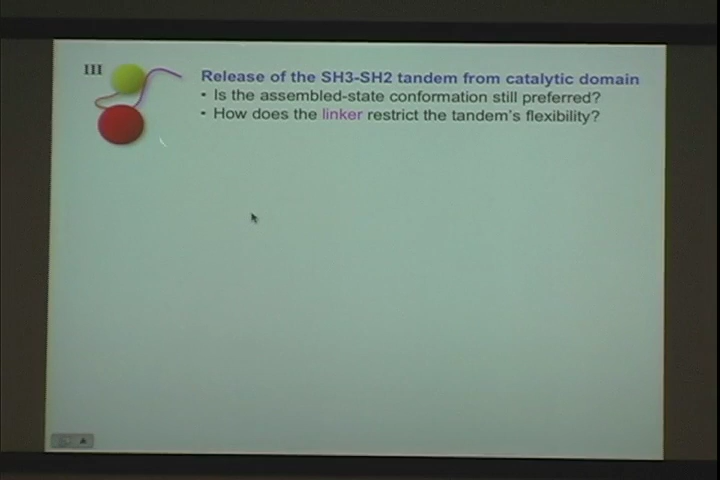 III
Release of the SH3-SH2 tandem from catalytic domain
• Is the assembled-state conformation still preferred?
• How does the linker restrict the tandem's flexibility?